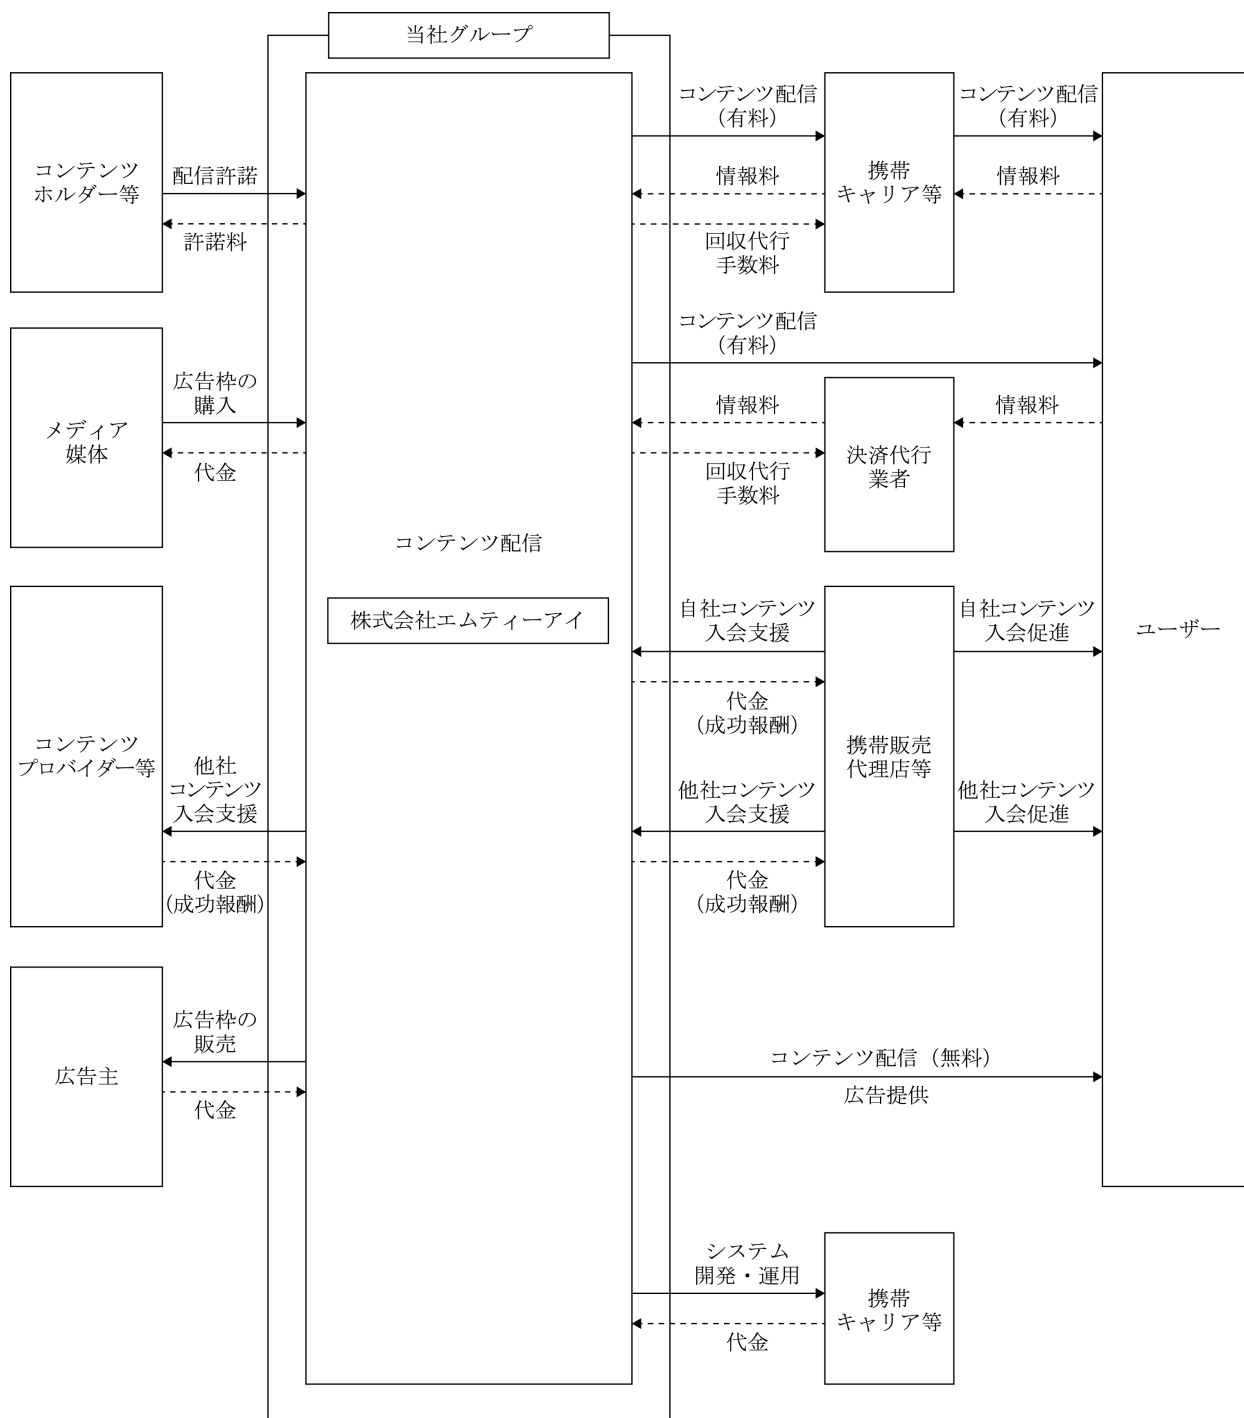 当社グループ
コンテンツ
ホルダー等
配信許諾
許諾料
コンテンツ配信
（有料）
情報料
回収代行
手数料
携帯
キャリア等
コンテンツ配信
（有料）
情報料
メディア
媒体
広告枠の
購入
代金
コンテンツ配信
（有料）
情報料
回収代行
手数料
決済代行
業者
情報料
コンテンツ配信
株式会社エムティーアイ
ユーザー
コンテンツ
プロバイダー等
他社
コンテンツ
入会支援
代金
（成功報酬）
自社コンテンツ
入会支援
代金
（成功報酬）
他社コンテンツ
入会支援
代金
（成功報酬）
携帯販売
代理店等
自社コンテンツ
入会促進
他社コンテンツ
入会促進
広告主
広告枠の
販売
代金
コンテンツ配信（無料）
広告提供
システム
開発・運用
代金
携帯
キャリア等